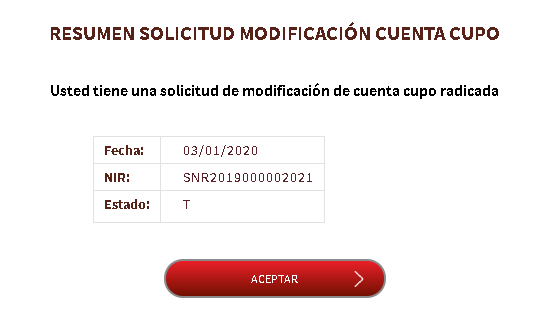 RESUMEN SOLICITUD MODIFICACIÓN CUENTA CUPO
Usted tiene una solicitud de modificación de cuenta cupo radicada
Fecha: 03/01/2020
NIR: SNR2019000002021
Estado: T
ACEPTAR